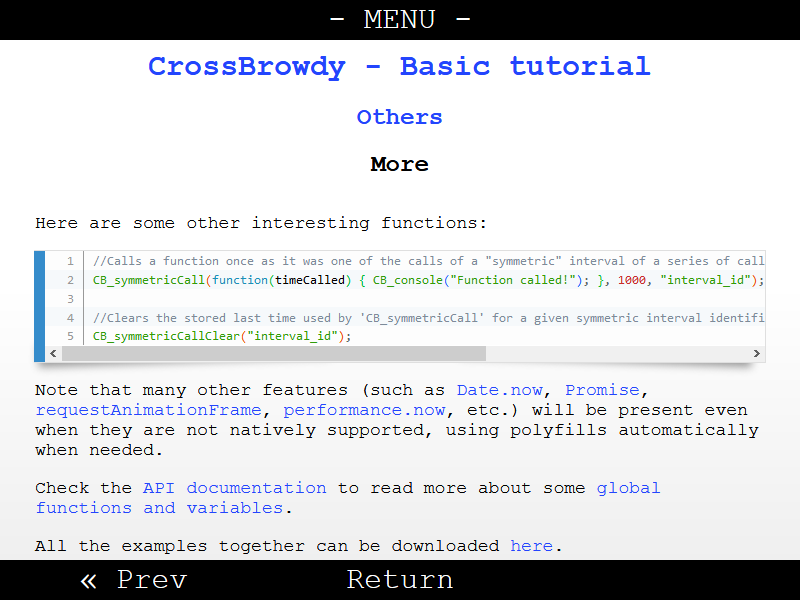 - MENU -
CrossBrowdy - Basic tutorial
Others
More
Here are some other interesting functions:
1 //Calls a function once as it was one of the calls of a "symmetric" interval of a series of call
2 CB_symmetricCall(function(timeCalled) { CB_console("Function called!"); }, 1000, "interval_id");
3
4 //Clears the stored last time used by 'CB_symmetricCall' for a given symmetric interval identifi
5 CB_symmetricCallClear("interval_id");
Note that many other features (such as Date.now, Promise,
requestAnimationFrame, performance.now, etc.) will be present even
when they are not natively supported, using polyfills automatically
when needed.
Check the API documentation to read more about some global
functions and variables.
All the examples together can be downloaded here.
« Prev Return